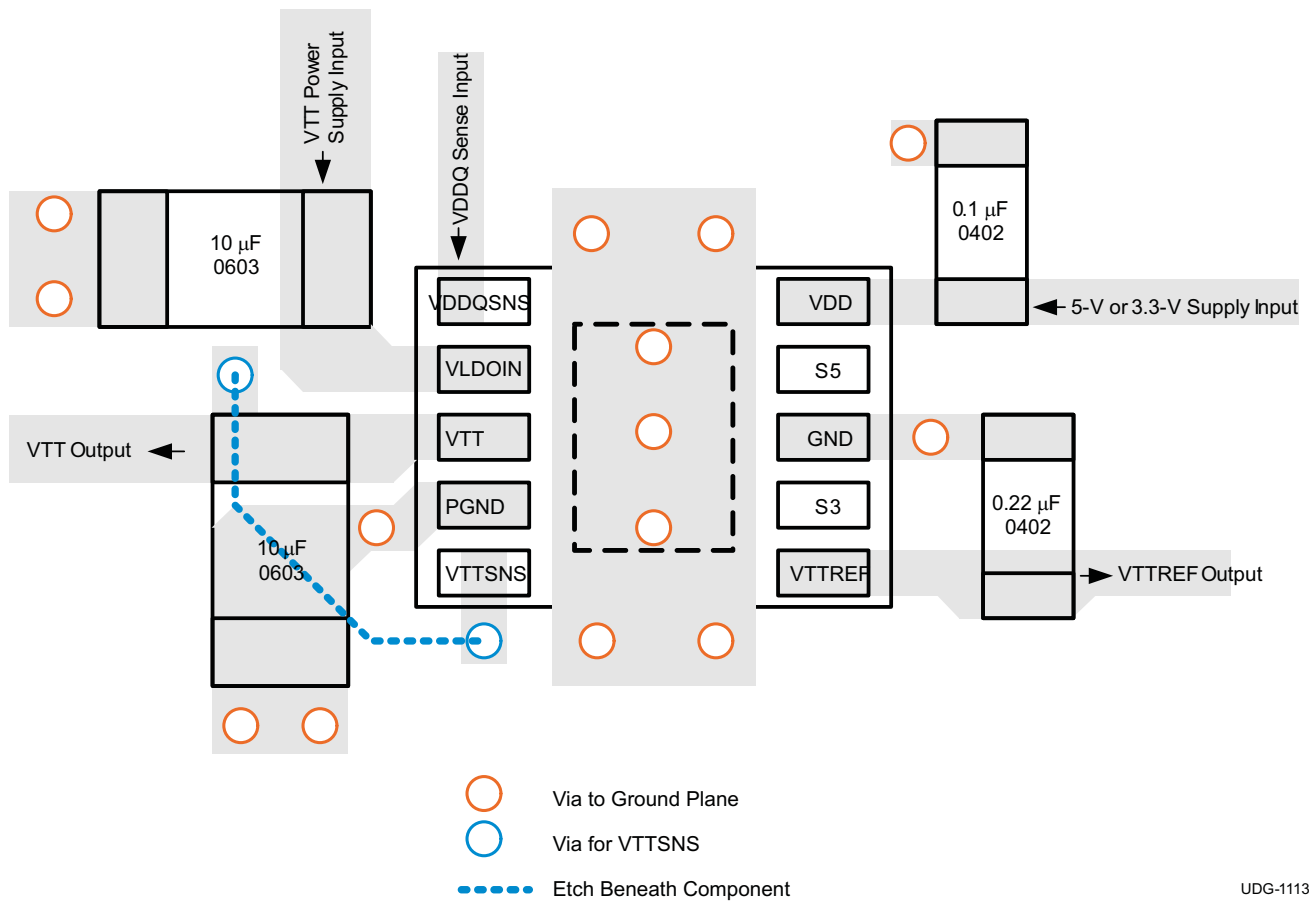 VTT Power
Supply Input
VDDQ Sense Input
10 µF
0603
0.1 µF
0402
5-V or 3.3-V Supply Input
VDDQSNS
VLDOIN
VTT
PGND
VTTSNS
VDD
S5
GND
S3
VTTREF
VTT Output
10 µF
0603
0.22 µF
0402
VTTREF Output
Via to Ground Plane
Via for VTTSNS
Etch Beneath Component
UDG-1113